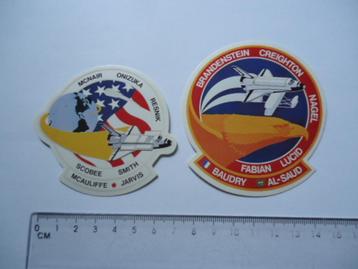 McNAIR ONIZUKA RESNIK
SCOBEE SMITH
McAULIFFE JARVIS
BRANDENSTEIN CREIGHTON NAGEL
FABIAN LUCID
BAUDRY AL-SAUD
0 1 2 3 4 5 6 7 8 9 10 11 12 13 14 15 16
CM